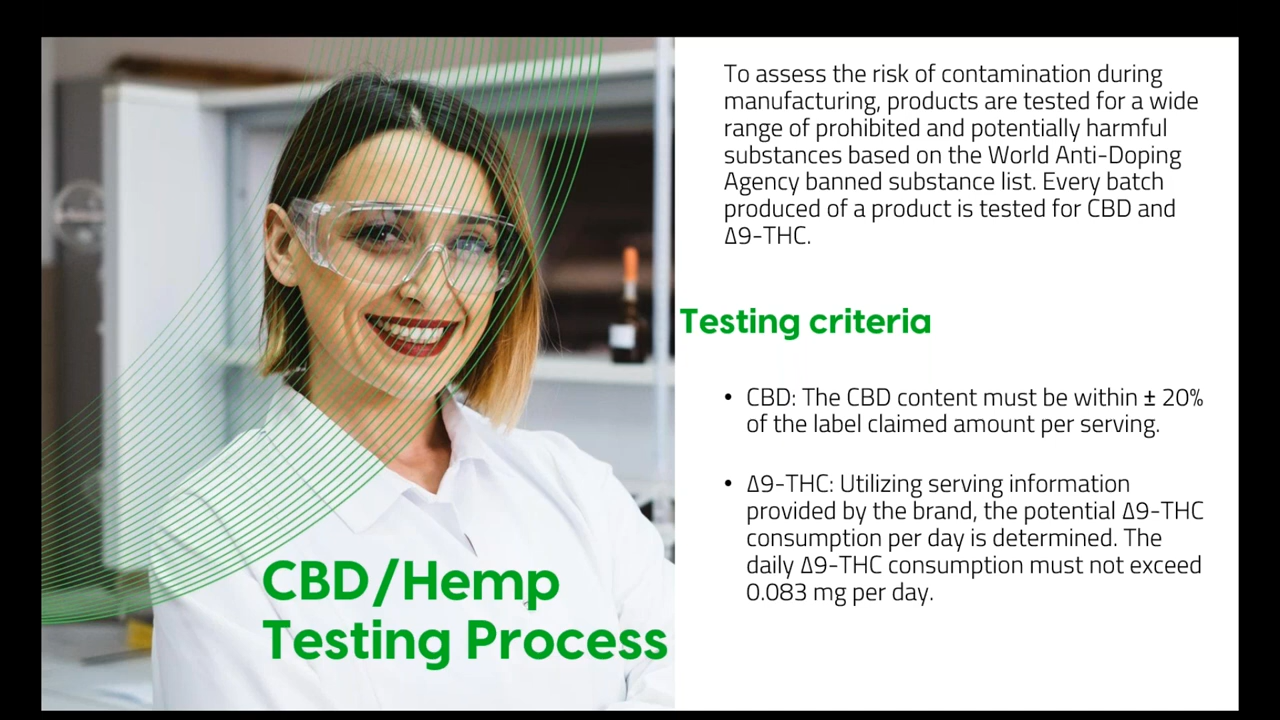 CBD/Hemp
Testing Process
To assess the risk of contamination during
manufacturing, products are tested for a wide
range of prohibited and potentially harmful
substances based on the World Anti-Doping
Agency banned substance list. Every batch
produced of a product is tested for CBD and
Δ9-THC.
Testing criteria
• CBD: The CBD content must be within ± 20%
of the label claimed amount per serving.
• Δ9-THC: Utilizing serving information
provided by the brand, the potential Δ9-THC
consumption per day is determined. The
daily Δ9-THC consumption must not exceed
0.083 mg per day.